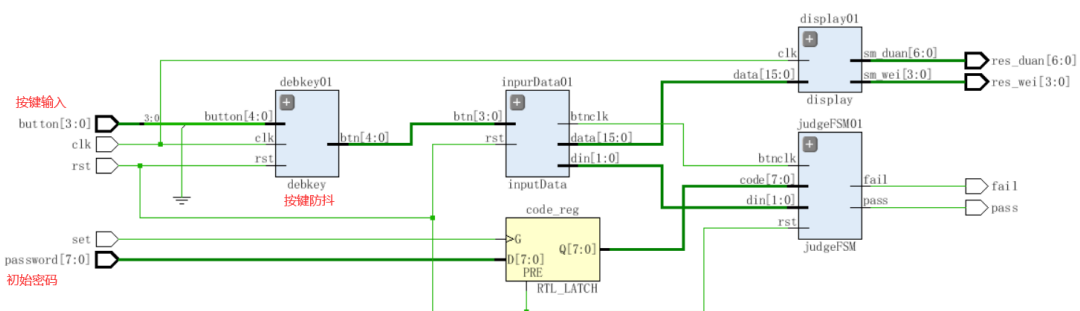 display01
clk
sm_duan[6:0]
res_duan[6:0]
data[15:0]
sm_wei[3:0]
res_wei[3:0]
display
debkey01
inpurData01
按键输入
button[3:0]
3:0
button[4:0]
clk
clk
btn[4:0]
rst
rst
debkey
按键防抖
btn[3:0]
btnclk
rst
data[15:0]
din[1:0]
inputData
judgeFSM01
btnclk
code[7:0]
fail
fail
din[1:0]
pass
pass
rst
judgeFSM
code_reg
set
G
Q[7:0]
password[7:0]
D[7:0]
PRE
初始密码
RTL_LATCH